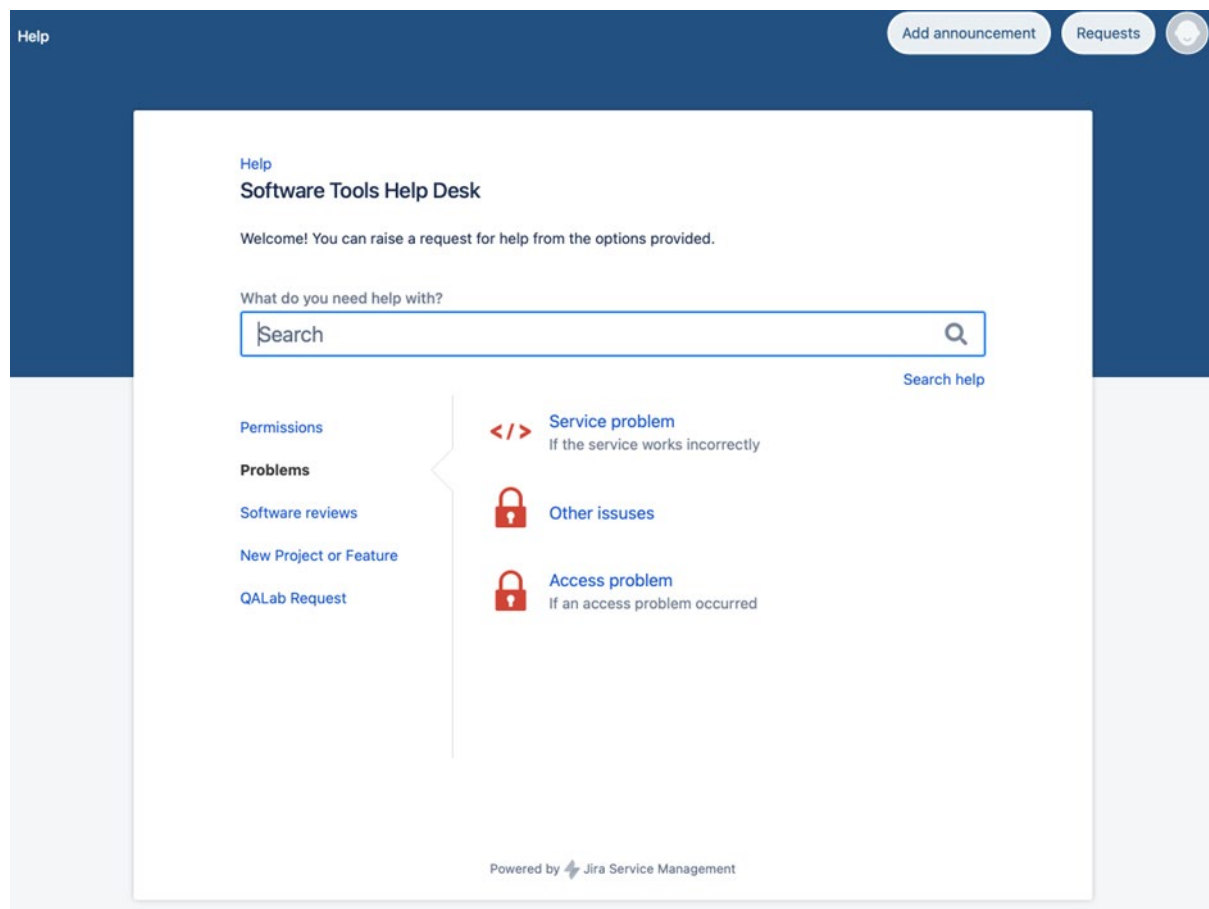 Help
Add announcement
Requests
Help
Software Tools Help Desk
Welcome! You can raise a request for help from the options provided.
What do you need help with?
Search
Search help
Permissions
Problems
Software reviews
New Project or Feature
QALab Request
</>
Service problem
If the service works incorrectly
Other issuses
Access problem
If an access problem occurred
Powered by Jira Service Management